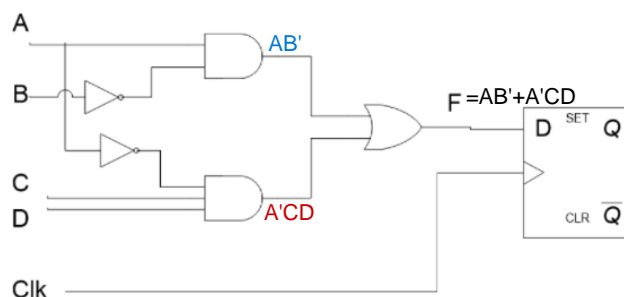 A
AB'
B
F =AB'+A'CD
D SET Q
C
D
A'CD
CLR Q
Clk